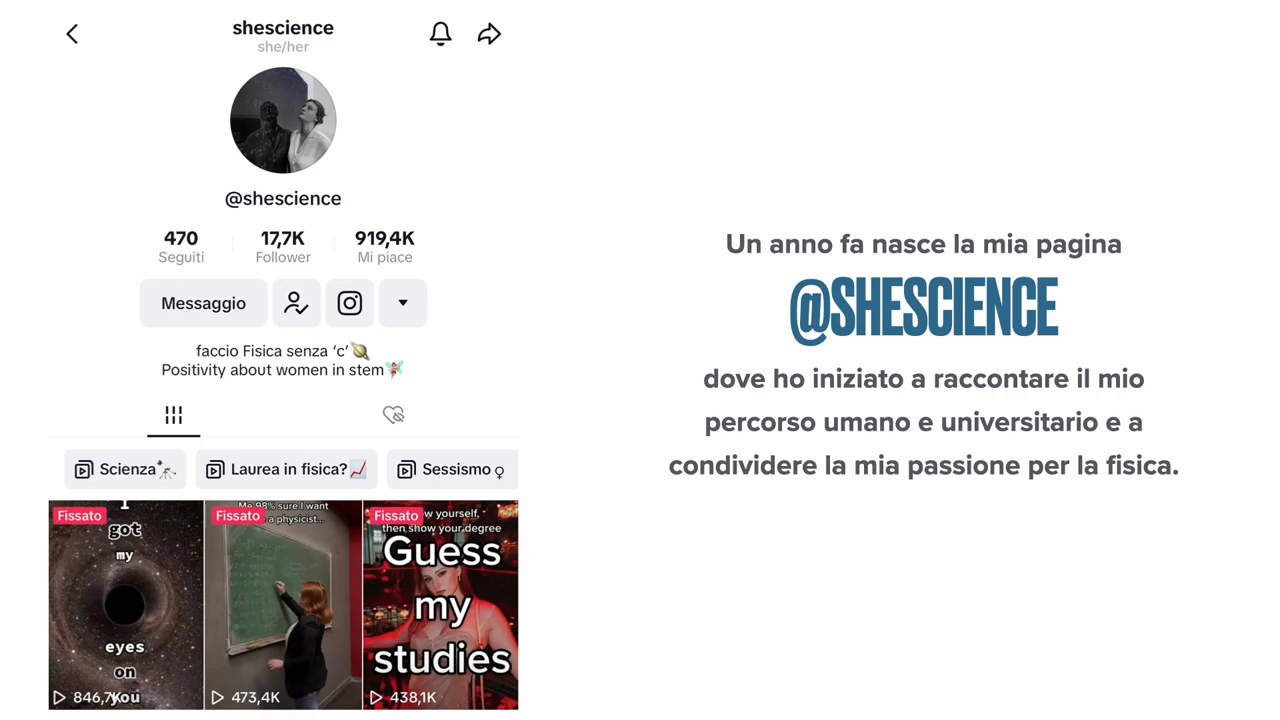 shescience
she/her
@shescience
470 17,7K 919,4K
Seguiti Follower Mi piace
Messaggio
faccio Fisica senza ‘c’🪐
Positivity about women in stem🧚
Scienza🔭 Laurea in fisica?📈 Sessismo ♀
Fissato
I
got
my
eyes
on
you
846,7K
Fissato
Me 98% sure I want
a physicist...
473,4K
Fissato
w yourself,
then show your degree
Guess
my
studies
438,1K
Un anno fa nasce la mia pagina
@SHESCIENCE
dove ho iniziato a raccontare il mio
percorso umano e universitario e a
condividere la mia passione per la fisica.